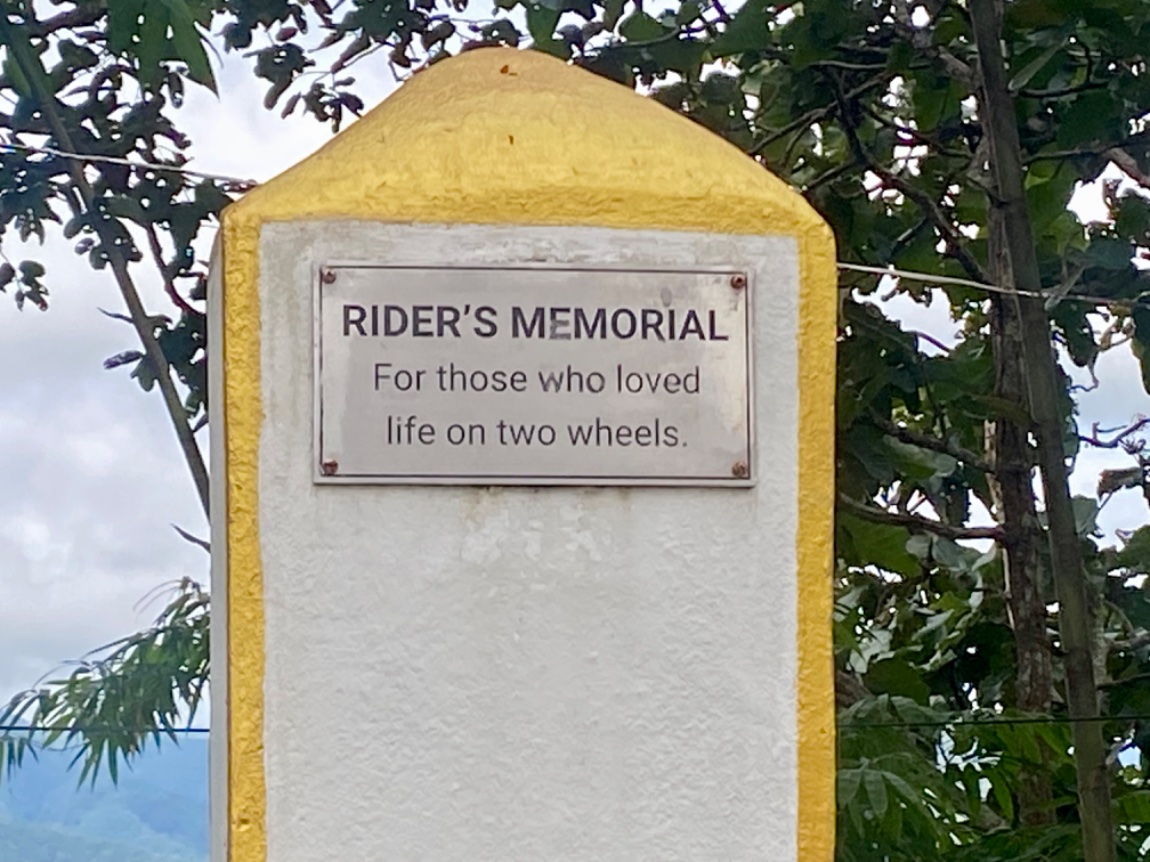 RIDER’S MEMORIAL
For those who loved
life on two wheels.